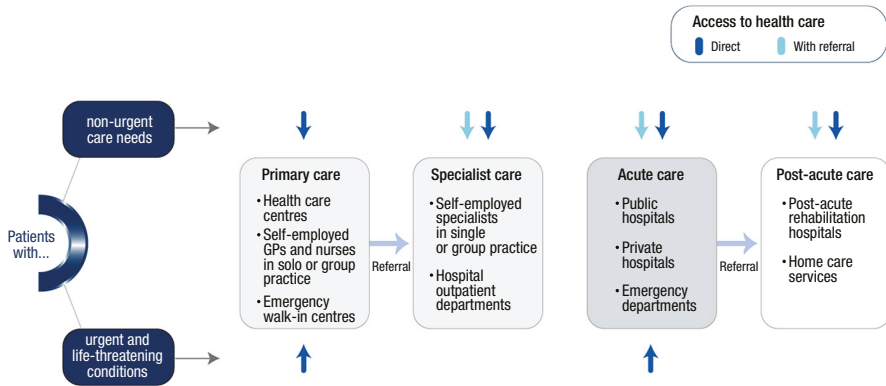 Access to health care
Direct
With referral
non-urgent
care needs
Patients
with...
urgent and
life-threatening
conditions
Primary care
• Health care
centres
• Self-employed
GPs and nurses
in solo or group
practice
• Emergency
walk-in centres
Referral
Specialist care
• Self-employed
specialists
in single
or group practice
• Hospital
outpatient
departments
Acute care
• Public
hospitals
• Private
hospitals
• Emergency
departments
Referral
Post-acute care
• Post-acute
rehabilitation
hospitals
• Home care
services